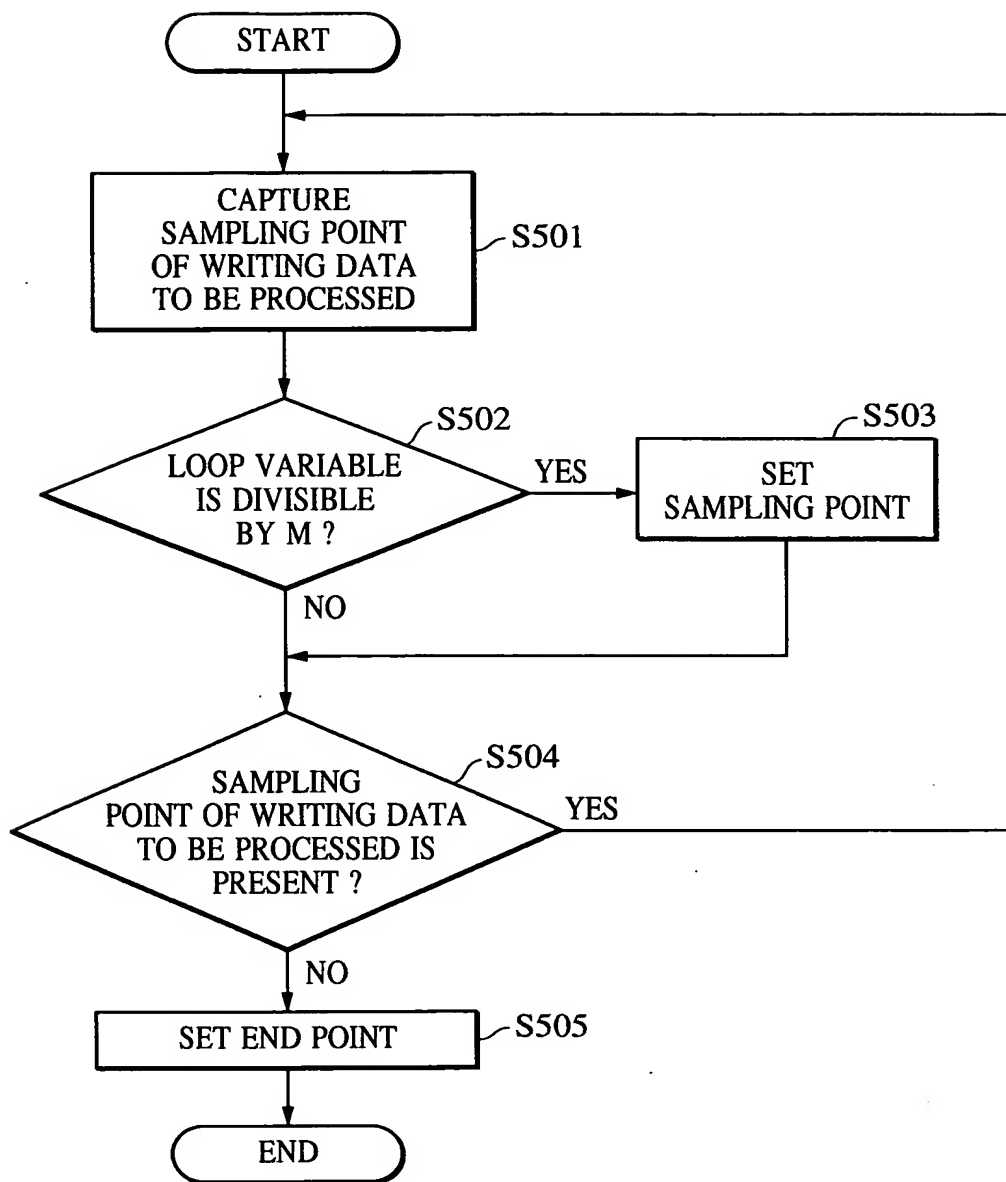 START
CAPTURE
SAMPLING POINT
OF WRITING DATA
TO BE PROCESSED
S501
S502
LOOP VARIABLE
IS DIVISIBLE
BY M ?
YES
NO
S503
SET
SAMPLING POINT
S504
SAMPLING
POINT OF WRITING DATA
TO BE PROCESSED IS
PRESENT ?
YES
NO
SET END POINT
S505
END